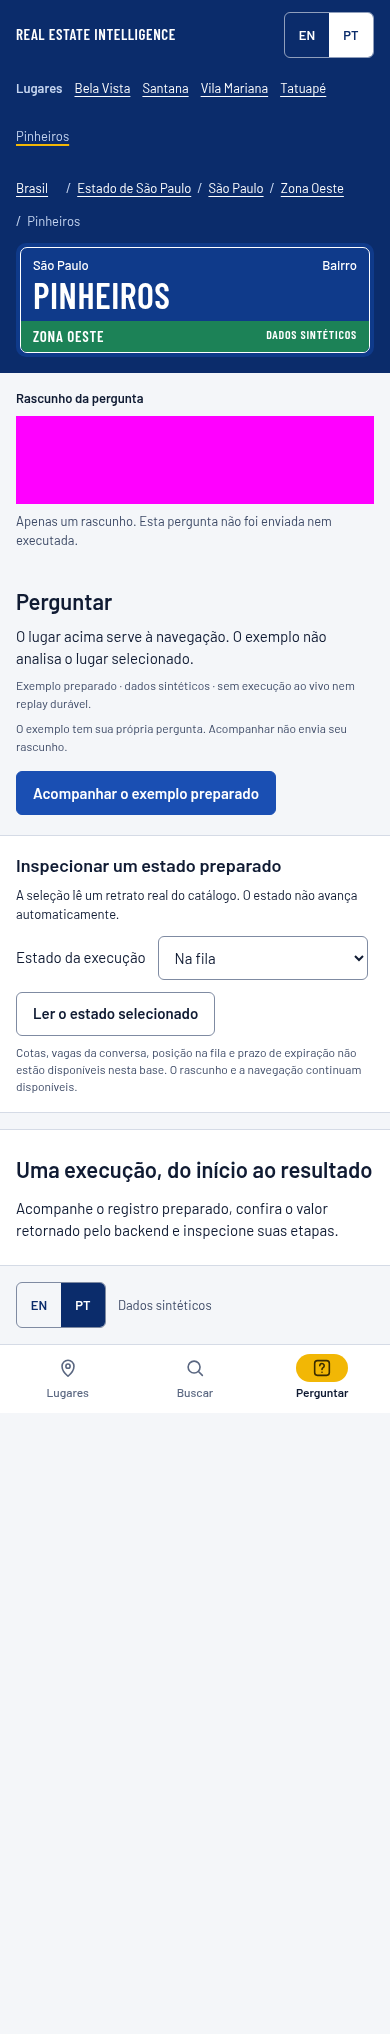 REAL ESTATE INTELLIGENCE
EN PT
Lugares Bela Vista Santana Vila Mariana Tatuapé
Pinheiros
Brasil / Estado de São Paulo / São Paulo / Zona Oeste
/ Pinheiros
São Paulo Bairro
PINHEIROS
ZONA OESTE DADOS SINTÉTICOS
Rascunho da pergunta
Apenas um rascunho. Esta pergunta não foi enviada nem
executada.
Perguntar
O lugar acima serve à navegação. O exemplo não
analisa o lugar selecionado.
Exemplo preparado · dados sintéticos · sem execução ao vivo nem
replay durável.
O exemplo tem sua própria pergunta. Acompanhar não envia seu
rascunho.
Acompanhar o exemplo preparado
Inspecionar um estado preparado
A seleção lê um retrato real do catálogo. O estado não avança
automaticamente.
Estado da execução Na fila
Ler o estado selecionado
Cotas, vagas da conversa, posição na fila e prazo de expiração não
estão disponíveis nesta base. O rascunho e a navegação continuam
disponíveis.
Uma execução, do início ao resultado
Acompanhe o registro preparado, confira o valor
retornado pelo backend e inspecione suas etapas.
EN PT Dados sintéticos
Lugares Buscar Perguntar